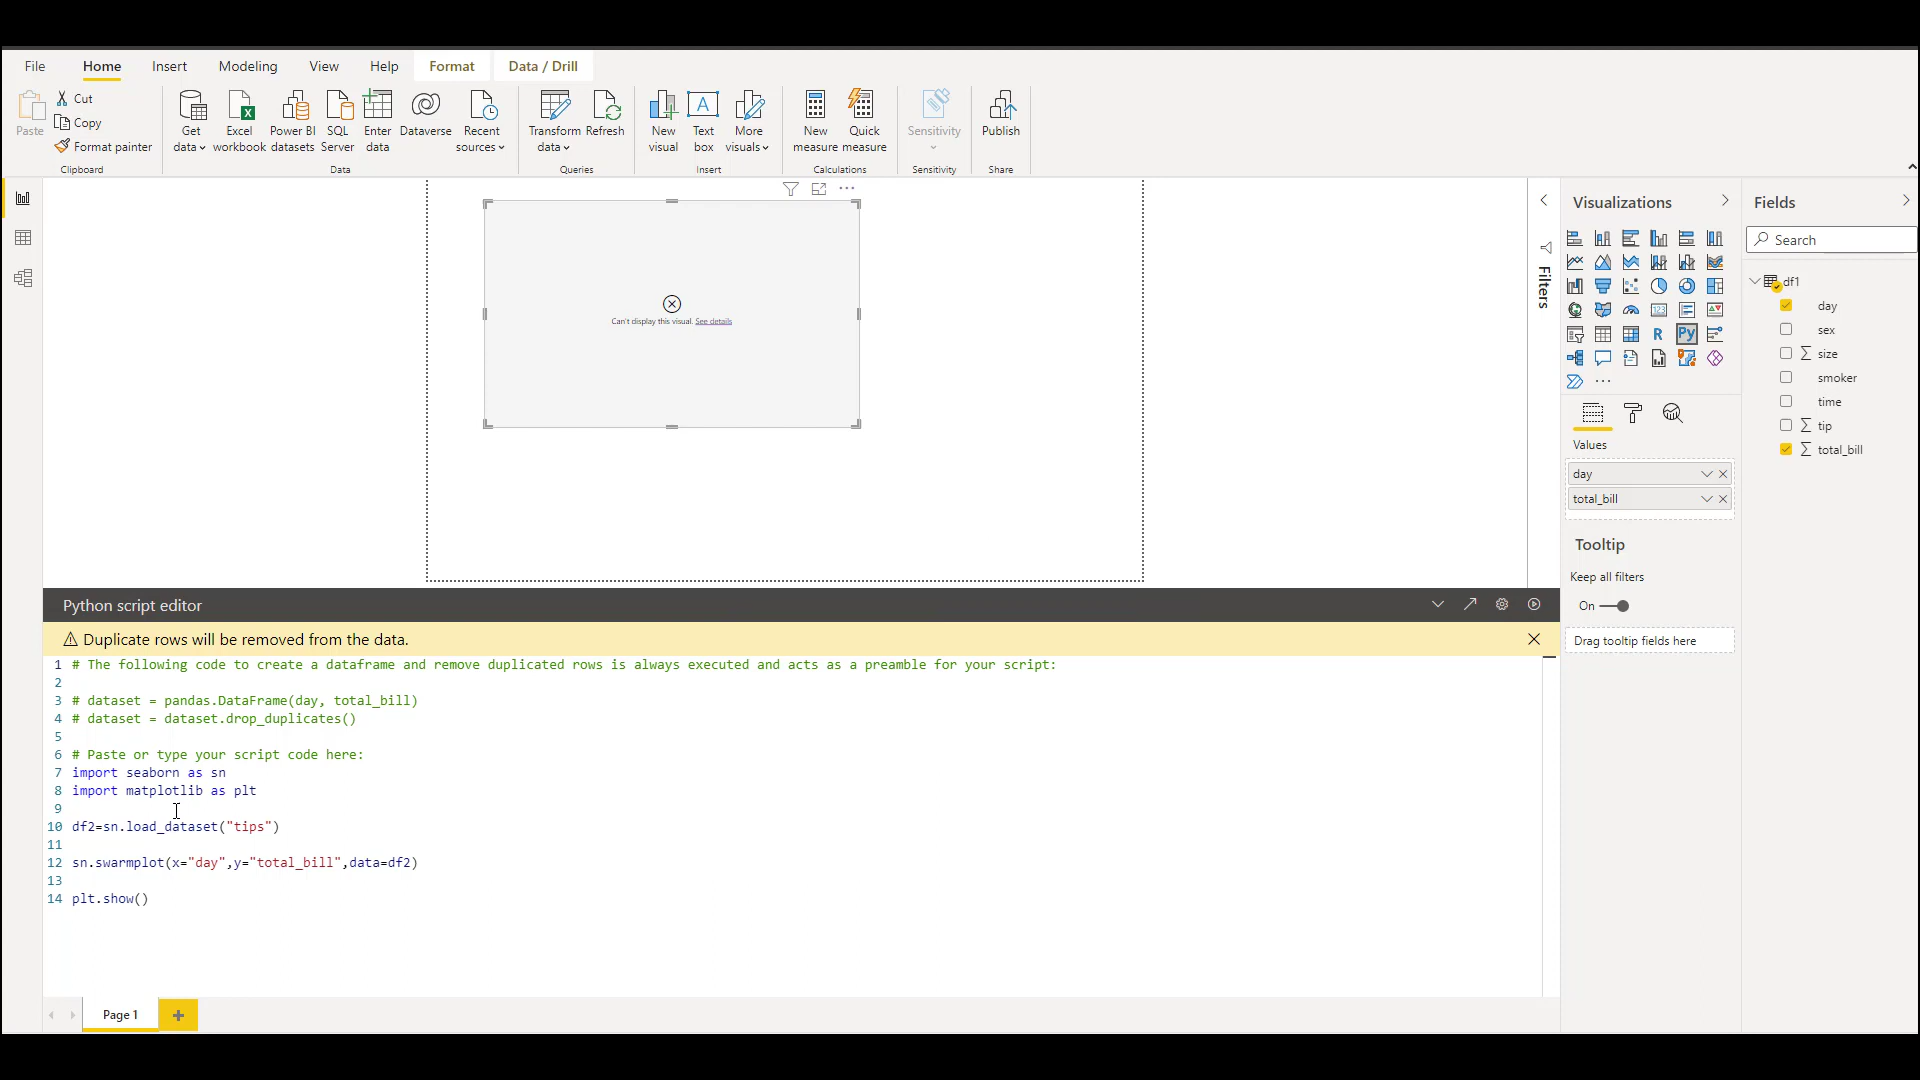 File Home Insert Modeling View Help Format Data / Drill
Paste
Cut
Copy
Format painter
Clipboard
Get data
Excel workbook
Power BI datasets
SQL Server
Enter data
Dataverse
Recent sources
Data
Transform data
Refresh
Queries
New visual
Text box
More visuals
Insert
New measure
Quick measure
Calculations
Sensitivity
Sensitivity
Publish
Share
Can't display this visual. See details
Filters
Visualizations
R
Py
123
Values
day
total_bill
Tooltip
Keep all filters
On
Drag tooltip fields here
Fields
Search
df1
day
sex
size
smoker
time
tip
total_bill
Python script editor
Duplicate rows will be removed from the data.
1 # The following code to create a dataframe and remove duplicated rows is always executed and acts as a preamble for your script:
2
3 # dataset = pandas.DataFrame(day, total_bill)
4 # dataset = dataset.drop_duplicates()
5
6 # Paste or type your script code here:
7 import seaborn as sn
8 import matplotlib as plt
9
10 df2=sn.load_dataset("tips")
11
12 sn.swarmplot(x="day",y="total_bill",data=df2)
13
14 plt.show()
Page 1